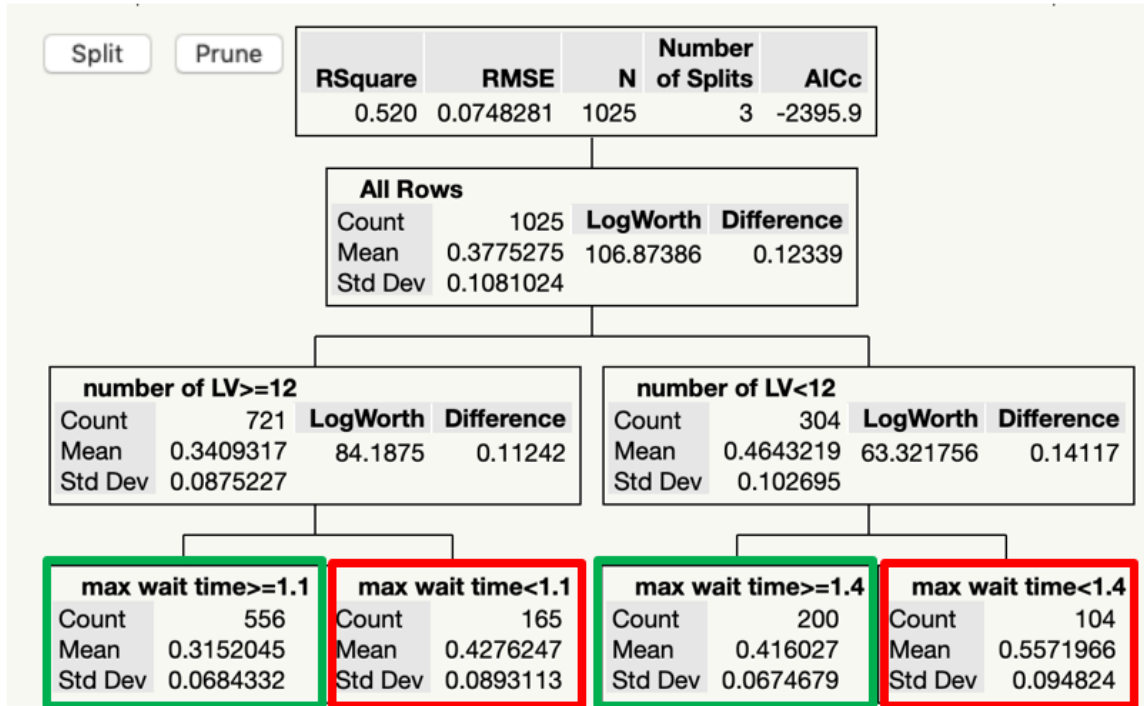 Split Prune
Number
RSquare RMSE N of Splits AICc
0.520 0.0748281 1025 3 -2395.9
All Rows
Count 1025 LogWorth Difference
Mean 0.3775275 106.87386 0.12339
Std Dev 0.1081024
number of LV>=12
Count 721 LogWorth Difference
Mean 0.3409317 84.1875 0.11242
Std Dev 0.0875227
number of LV<12
Count 304 LogWorth Difference
Mean 0.4643219 63.321756 0.14117
Std Dev 0.102695
max wait time>=1.1
Count 556
Mean 0.3152045
Std Dev 0.0684332
max wait time<1.1
Count 165
Mean 0.4276247
Std Dev 0.0893113
max wait time>=1.4
Count 200
Mean 0.416027
Std Dev 0.0674679
max wait time<1.4
Count 104
Mean 0.5571966
Std Dev 0.094824